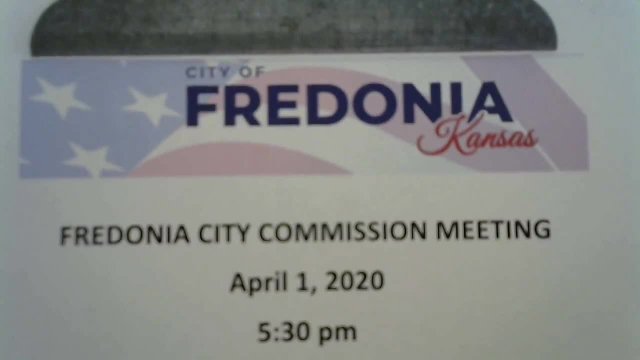 CITY OF
FREDONIA
Kansas
FREDONIA CITY COMMISSION MEETING
April 1, 2020
5:30 pm